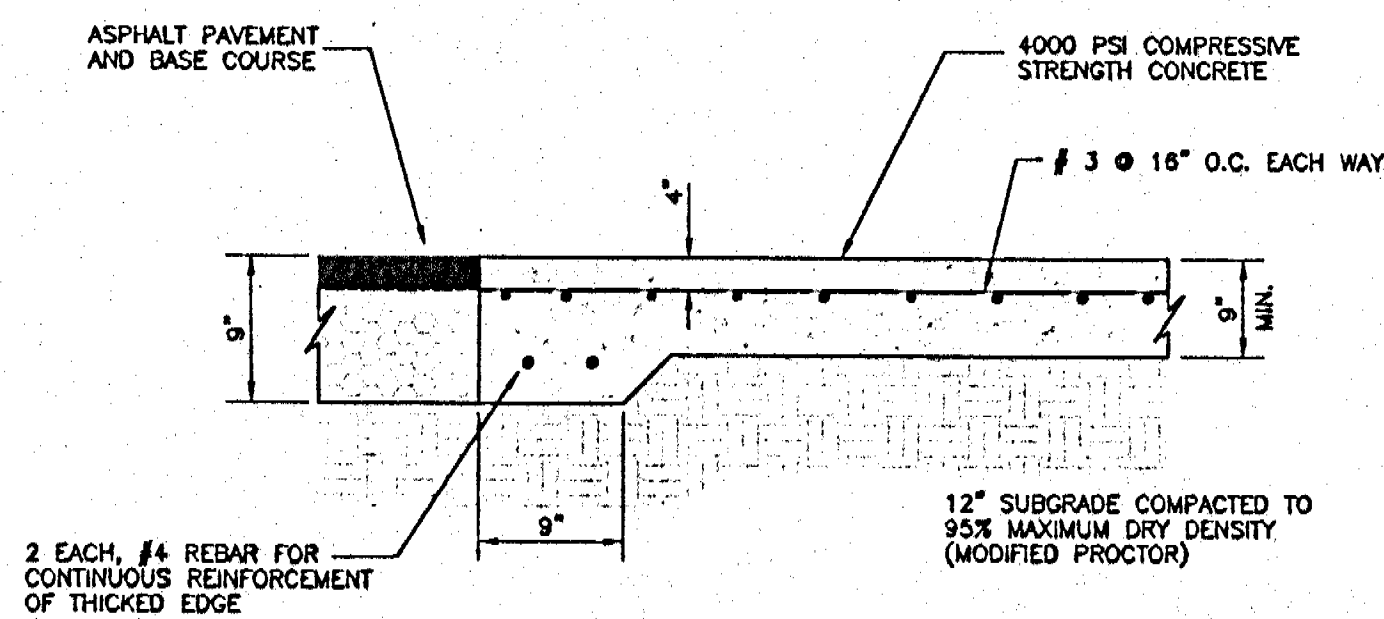 ASPHALT PAVEMENT
AND BASE COURSE
4000 PSI COMPRESSIVE
STRENGTH CONCRETE
# 3 @ 16" O.C. EACH WAY
4"
9"
9"
MIN.
9"
12" SUBGRADE COMPACTED TO
95% MAXIMUM DRY DENSITY
(MODIFIED PROCTOR)
2 EACH, #4 REBAR FOR
CONTINUOUS REINFORCEMENT
OF THICKED EDGE